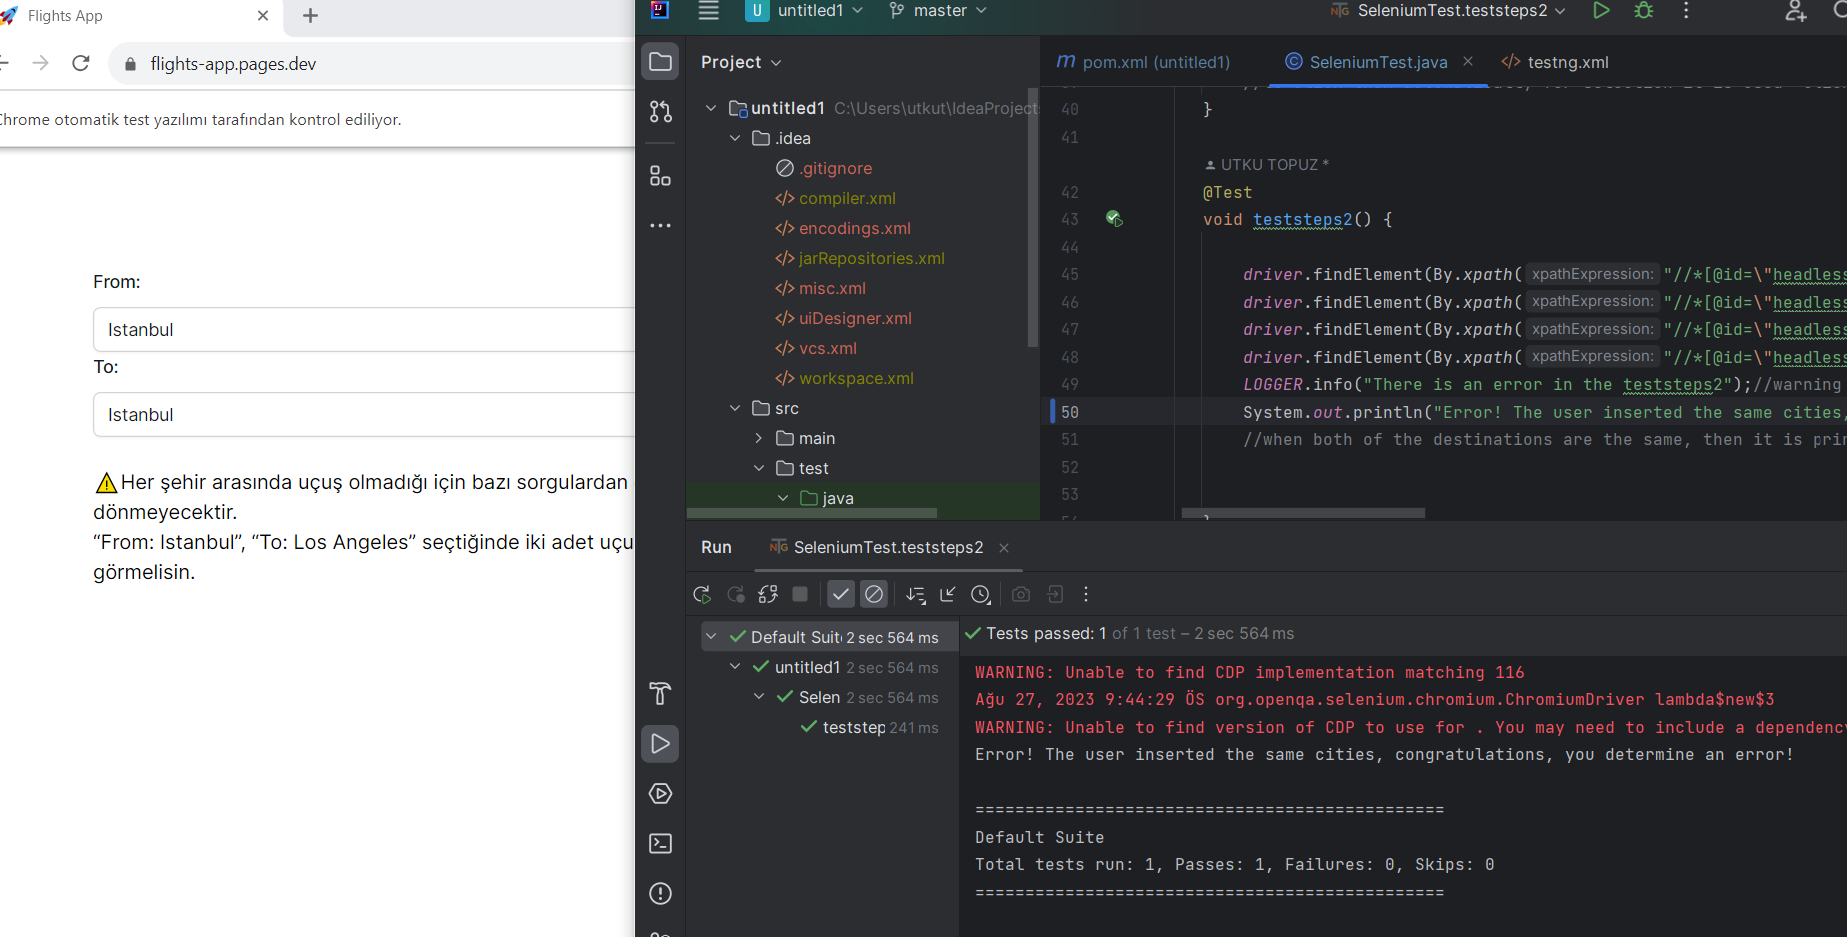 Flights App
flights-app.pages.dev
Chrome otomatik test yazılımı tarafından kontrol ediliyor.
From:
Istanbul
To:
Istanbul
⚠Her şehir arasında uçuş olmadığı için bazı sorgulardan
dönmeyecektir.
“From: Istanbul”, “To: Los Angeles” seçtiğinde iki adet uçu
görmelisin.
U untitled1
master
SeleniumTest.teststeps2
Project
pom.xml (untitled1)
SeleniumTest.java
testng.xml
untitled1 C:\Users\utkut\IdeaProject
.idea
.gitignore
compiler.xml
encodings.xml
jarRepositories.xml
misc.xml
uiDesigner.xml
vcs.xml
workspace.xml
src
main
test
java
40 }
41
UTKU TOPUZ *
42 @Test
43 void teststeps2() {
44
45 driver.findElement(By.xpath( xpathExpression: "//*[@id=\"headless
46 driver.findElement(By.xpath( xpathExpression: "//*[@id=\"headless
47 driver.findElement(By.xpath( xpathExpression: "//*[@id=\"headless
48 driver.findElement(By.xpath( xpathExpression: "//*[@id=\"headless
49 LOGGER.info("There is an error in the teststeps2");//warning
50 System.out.println("Error! The user inserted the same cities,
51 //when both of the destinations are the same, then it is prin
52
53
Run
SeleniumTest.teststeps2
Default Suit 2 sec 564 ms
untitled1 2 sec 564 ms
Selen 2 sec 564 ms
teststep 241 ms
Tests passed: 1 of 1 test – 2 sec 564 ms
WARNING: Unable to find CDP implementation matching 116
Ağu 27, 2023 9:44:29 ÖS org.openqa.selenium.chromium.ChromiumDriver lambda$new$3
WARNING: Unable to find version of CDP to use for . You may need to include a dependency
Error! The user inserted the same cities, congratulations, you determine an error!
===============================================
Default Suite
Total tests run: 1, Passes: 1, Failures: 0, Skips: 0
===============================================